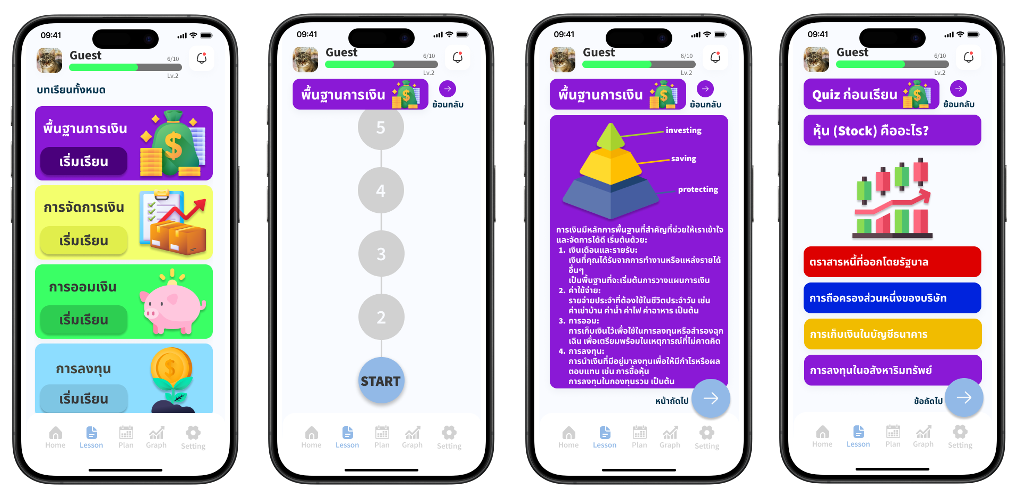 09:41
Guest
6/10
Lv.2
บทเรียนทั้งหมด
พื้นฐานการเงิน
เริ่มเรียน
การจัดการเงิน
เริ่มเรียน
การออมเงิน
เริ่มเรียน
การลงทุน
เริ่มเรียน
Home
Lesson
Plan
Graph
Setting
09:41
Guest
6/10
Lv.2
พื้นฐานการเงิน
ย้อนกลับ
5
4
3
2
START
Home
Lesson
Plan
Graph
Setting
09:41
Guest
6/10
Lv.2
พื้นฐานการเงิน
ย้อนกลับ
investing
saving
protecting
การเงินมีหลักการพื้นฐานที่สำคัญที่ช่วยให้เราเข้าใจ
และจัดการได้ดี เริ่มต้นด้วย:
1. เงินเดือนและรายรับ:
เงินที่คุณได้รับจากการทำงานหรือแหล่งรายได้
อื่นๆ
เป็นพื้นฐานที่จะเริ่มต้นการวางแผนการเงิน
2. ค่าใช้จ่าย:
รายจ่ายประจำที่ต้องใช้ในชีวิตประจำวัน เช่น
ค่าเช่าบ้าน ค่าน้ำ ค่าไฟ ค่าอาหาร เป็นต้น
3. การออม:
การเก็บเงินไว้เพื่อใช้ในการลงทุนหรือสำรองฉุก
เฉิน เพื่อเตรียมพร้อมในเหตุการณ์ที่ไม่คาดคิด
4. การลงทุน:
การนำเงินที่มีอยู่มาลงทุนเพื่อให้มีกำไรหรือผล
ตอบแทน เช่น การซื้อหุ้น
การลงทุนในกองทุนรวม เป็นต้น
หน้าถัดไป
Home
Lesson
Plan
Graph
Setting
09:41
Guest
6/10
Lv.2
Quiz ก่อนเรียน
ย้อนกลับ
หุ้น (Stock) คืออะไร?
ตราสารหนี้ที่ออกโดยรัฐบาล
การถือครองส่วนหนึ่งของบริษัท
การเก็บเงินในบัญชีธนาคาร
การลงทุนในอสังหาริมทรัพย์
ข้อถัดไป
Home
Lesson
Plan
Graph
Setting